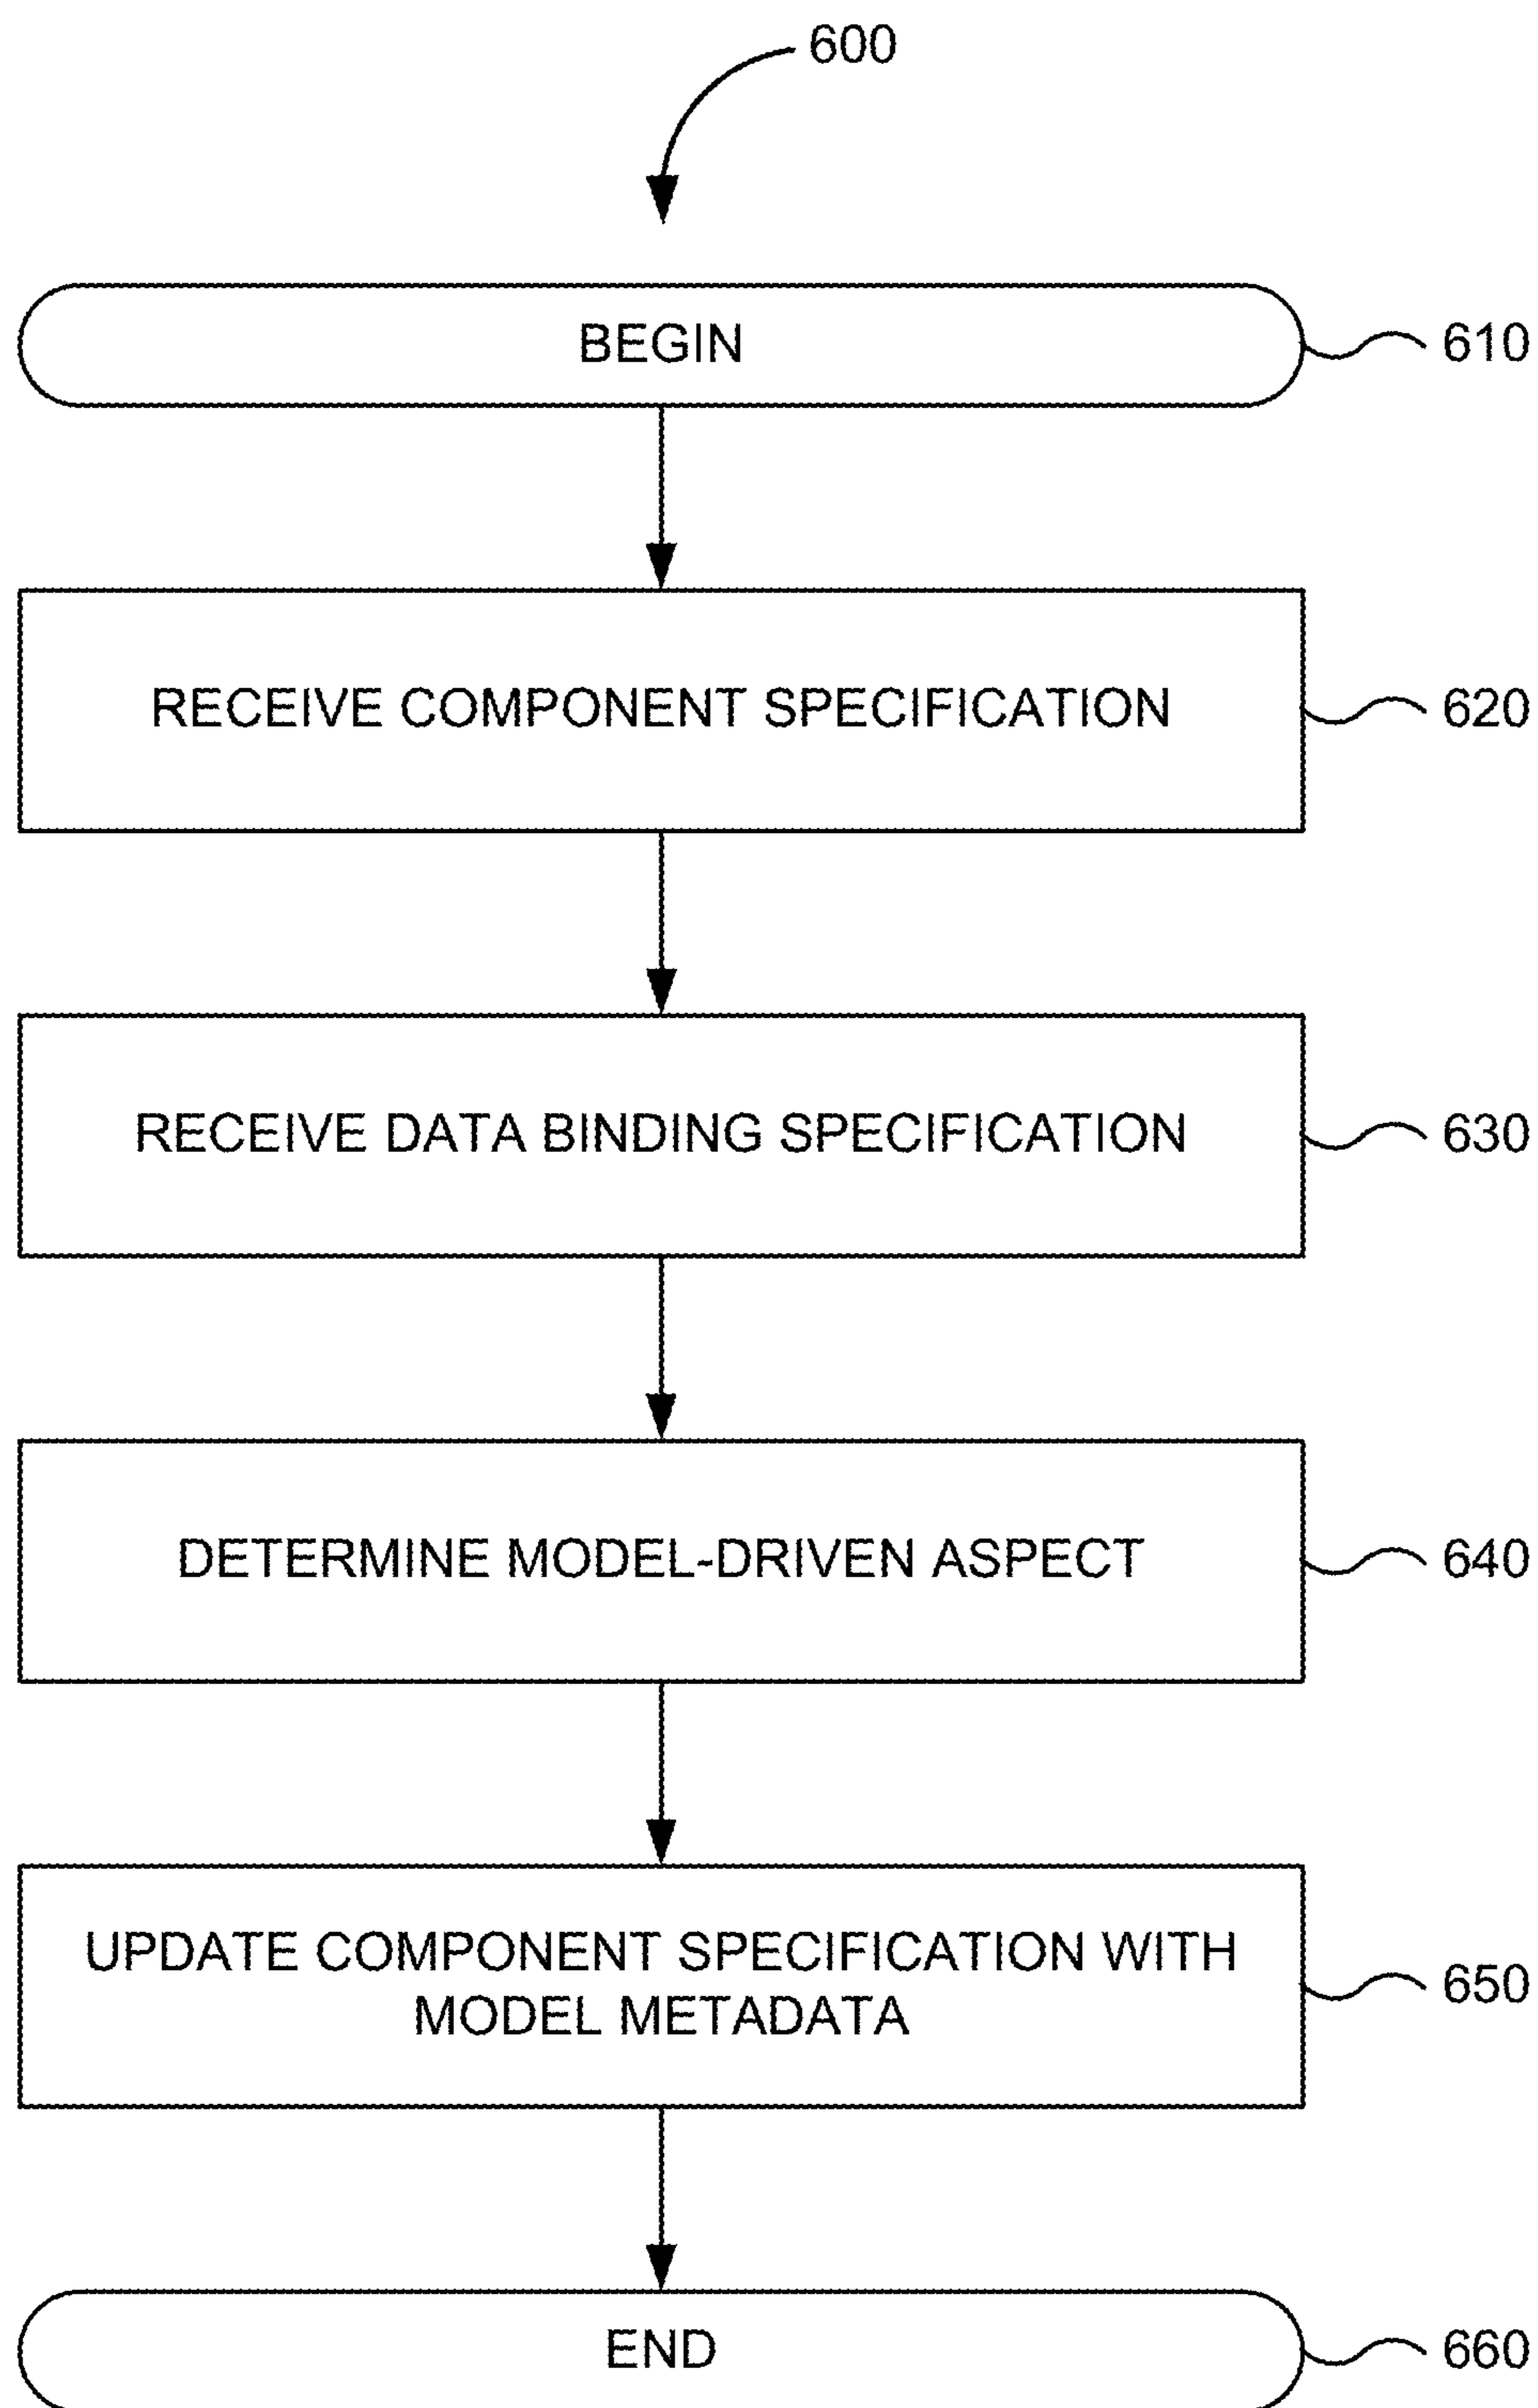 600
BEGIN
610
RECEIVE COMPONENT SPECIFICATION
620
RECEIVE DATA BINDING SPECIFICATION
630
DETERMINE MODEL-DRIVEN ASPECT
640
UPDATE COMPONENT SPECIFICATION WITH
MODEL METADATA
650
END
660